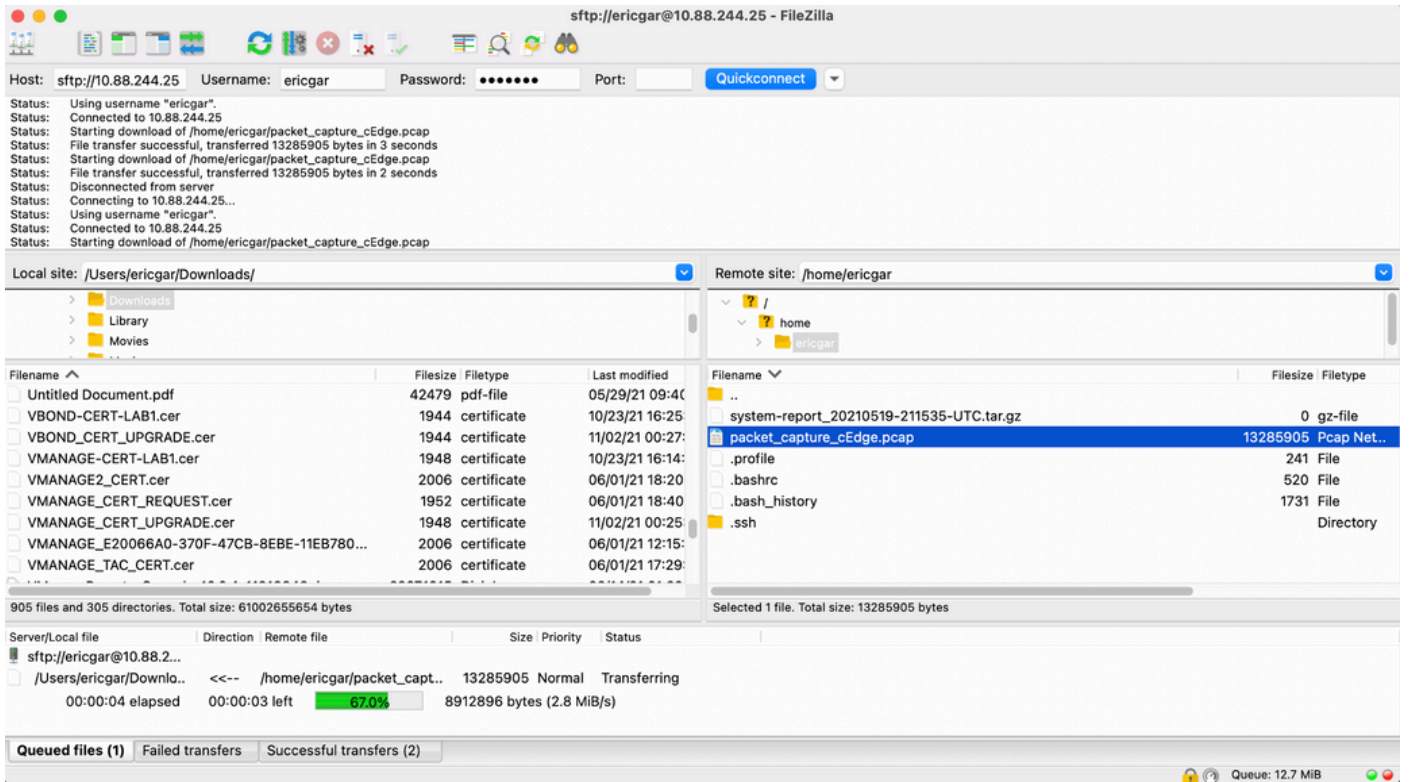 sftp://ericgar@10.88.244.25 - FileZilla
Host: sftp://10.88.244.25 Username: ericgar Password: ●●●●●●● Port: Quickconnect
Status: Using username "ericgar".
Status: Connected to 10.88.244.25
Status: Starting download of /home/ericgar/packet_capture_cEdge.pcap
Status: File transfer successful, transferred 13285905 bytes in 3 seconds
Status: Starting download of /home/ericgar/packet_capture_cEdge.pcap
Status: File transfer successful, transferred 13285905 bytes in 2 seconds
Status: Disconnected from server
Status: Connecting to 10.88.244.25...
Status: Using username "ericgar".
Status: Connected to 10.88.244.25
Status: Starting download of /home/ericgar/packet_capture_cEdge.pcap
Local site: /Users/ericgar/Downloads/
Downloads
Library
Movies
Filename Filesize Filetype Last modified
Untitled Document.pdf 42479 pdf-file 05/29/21 09:40
VBOND-CERT-LAB1.cer 1944 certificate 10/23/21 16:25:
VBOND_CERT_UPGRADE.cer 1944 certificate 11/02/21 00:27:
VMANAGE-CERT-LAB1.cer 1948 certificate 10/23/21 16:14:
VMANAGE2_CERT.cer 2006 certificate 06/01/21 18:20
VMANAGE_CERT_REQUEST.cer 1952 certificate 06/01/21 18:40
VMANAGE_CERT_UPGRADE.cer 1948 certificate 11/02/21 00:25:
VMANAGE_E20066A0-370F-47CB-8EBE-11EB780... 2006 certificate 06/01/21 12:15:
VMANAGE_TAC_CERT.cer 2006 certificate 06/01/21 17:29:
905 files and 305 directories. Total size: 61002655654 bytes
Remote site: /home/ericgar
/
home
ericgar
Filename Filesize Filetype
..
system-report_20210519-211535-UTC.tar.gz 0 gz-file
packet_capture_cEdge.pcap 13285905 Pcap Net...
.profile 241 File
.bashrc 520 File
.bash_history 1731 File
.ssh Directory
Selected 1 file. Total size: 13285905 bytes
Server/Local file Direction Remote file Size Priority Status
sftp://ericgar@10.88.2...
/Users/ericgar/Downlo.. <<-- /home/ericgar/packet_capt... 13285905 Normal Transferring
00:00:04 elapsed 00:00:03 left 67.0% 8912896 bytes (2.8 MiB/s)
Queued files (1) Failed transfers Successful transfers (2)
Queue: 12.7 MiB